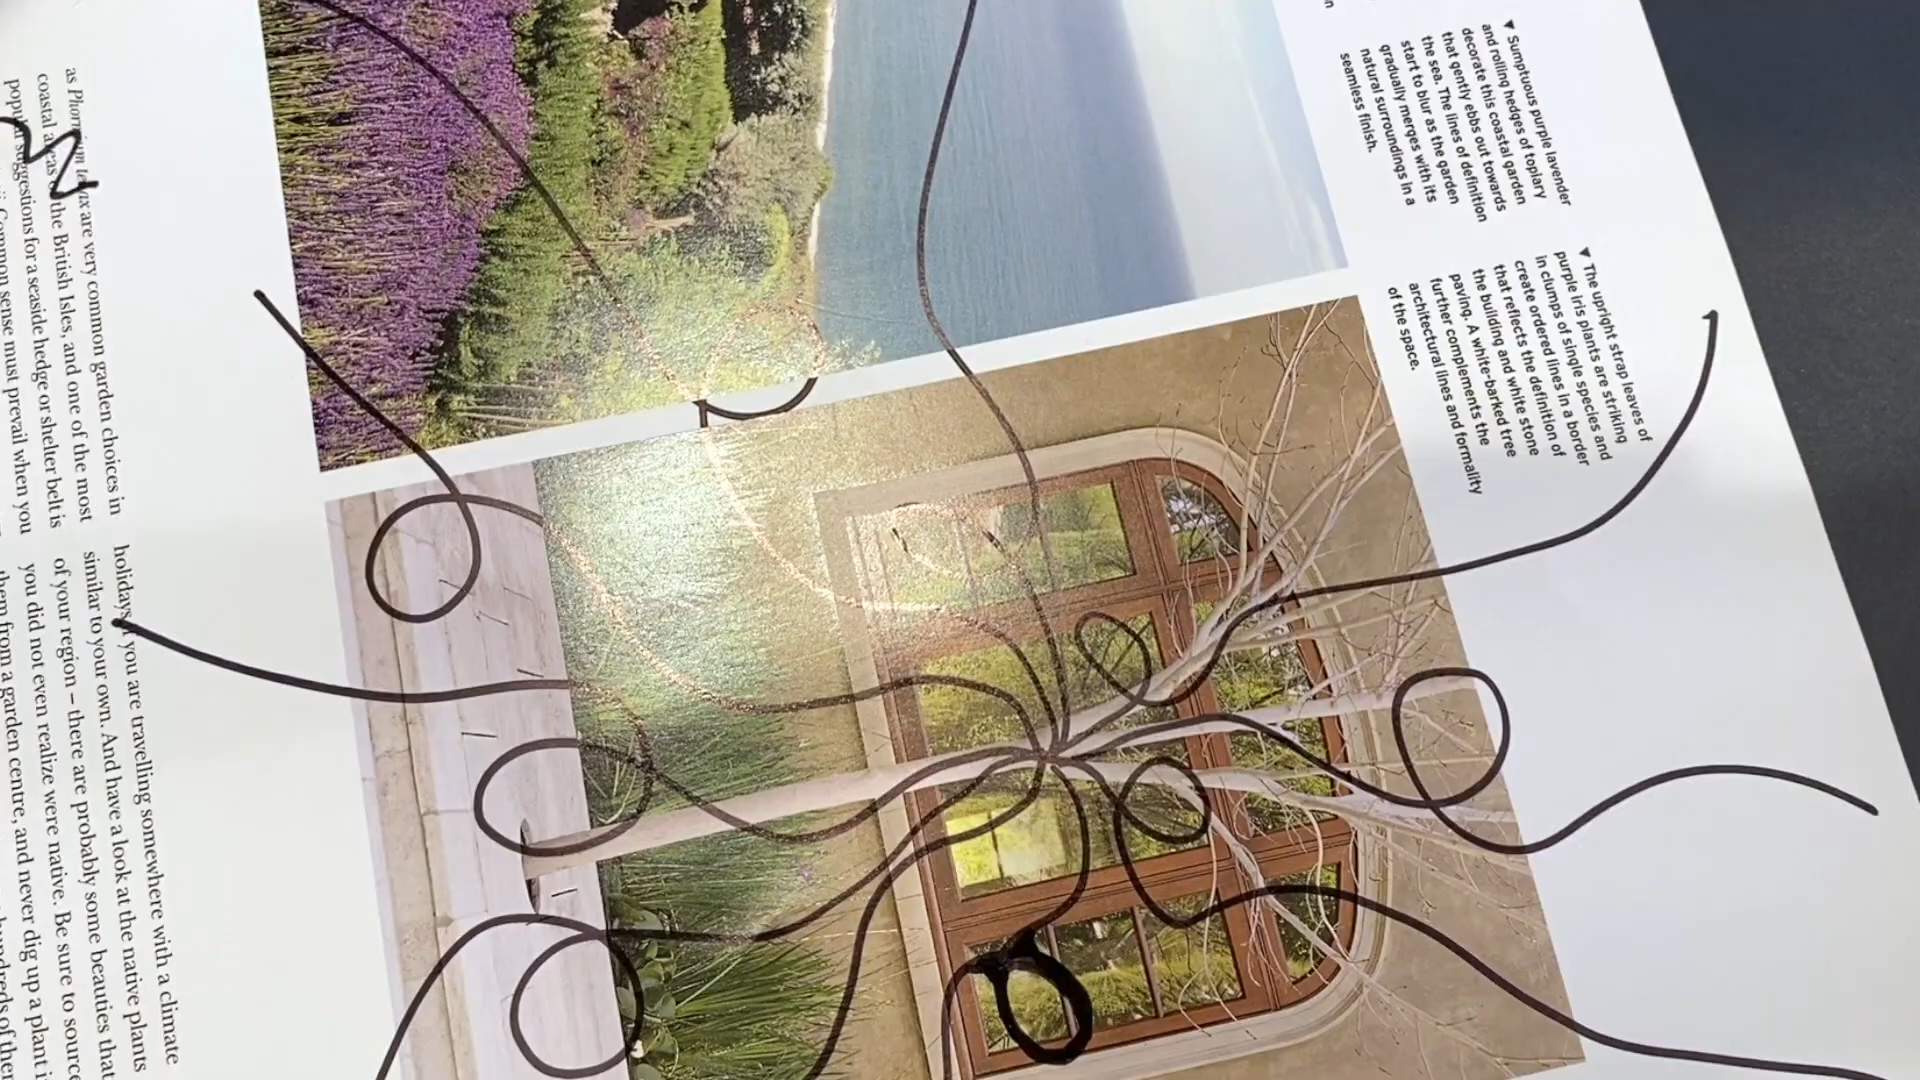 ▼ Sumptuous purple lavender
and rolling hedges of topiary
decorate this coastal garden
that gently ebbs out towards
the sea. The lines of definition
start to blur as the garden
gradually merges with its
natural surroundings in a
seamless finish.
▼ The upright strap leaves of
purple iris plants are striking
in clumps of single species and
create ordered lines in a border
that reflects the definition of
the building and white stone
paving. A white-barked tree
further complements the
architectural lines and formality
of the space.
as are very common garden choices in
coastal areas the British Isles, and one of the most
popular suggestions for a seaside hedge or shelter belt is
Common sense must prevail when you
holidays you are travelling somewhere with a climate
similar to your own. And have a look at the native plants
of your region – there are probably some beauties that
you did not even realize were native. Be sure to source
them from a garden centre, and never dig up a plant